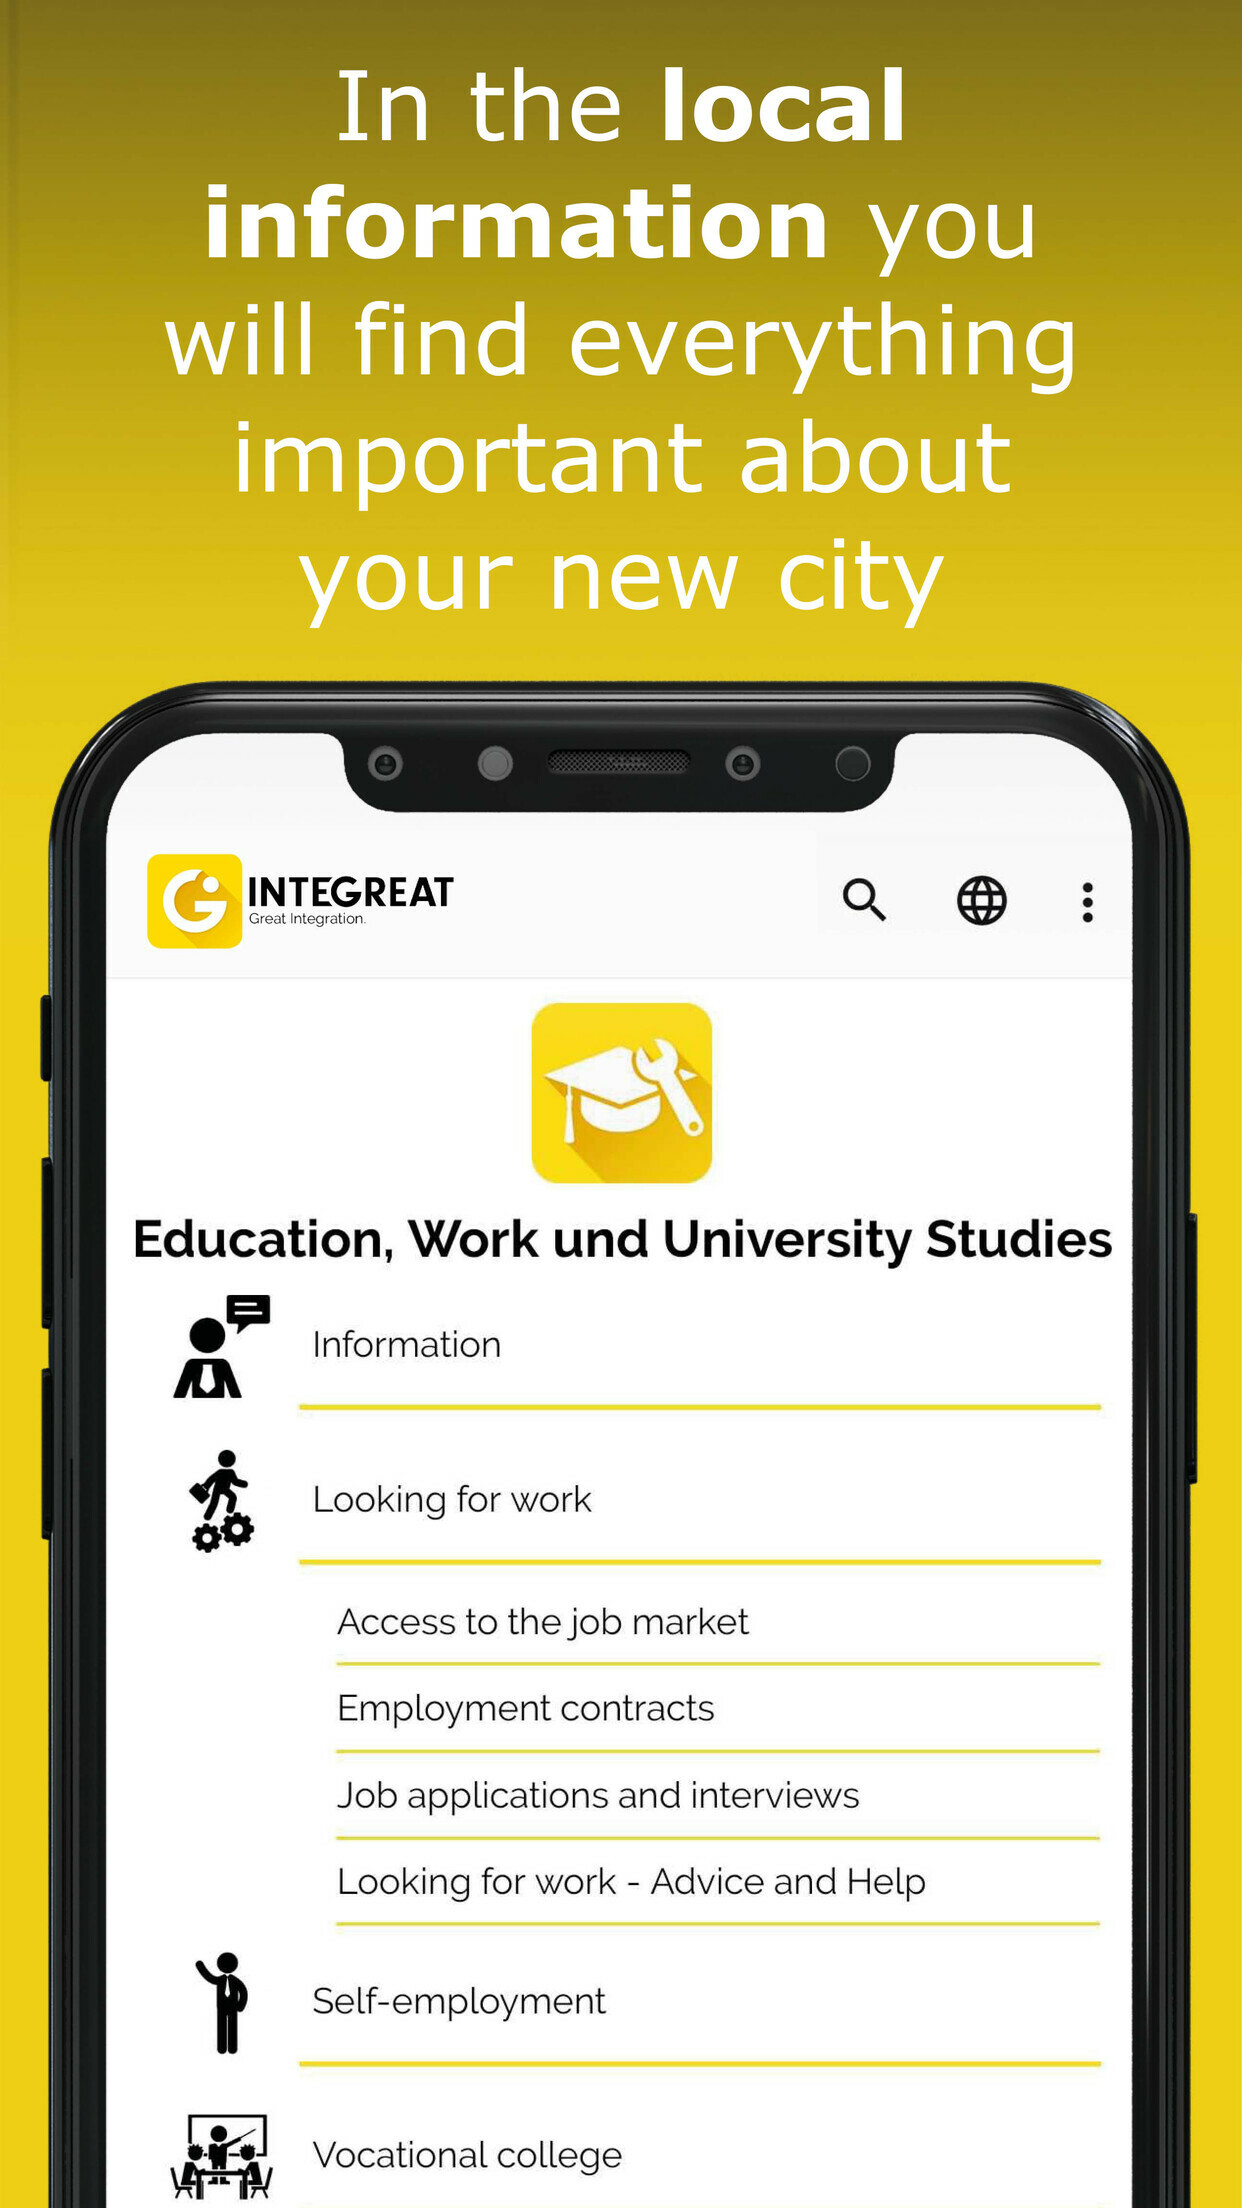 In the local
information you
will find everything
important about
your new city
INTEGREAT
Great Integration.
Education, Work und University Studies
Information
Looking for work
Access to the job market
Employment contracts
Job applications and interviews
Looking for work - Advice and Help
Self-employment
Vocational college